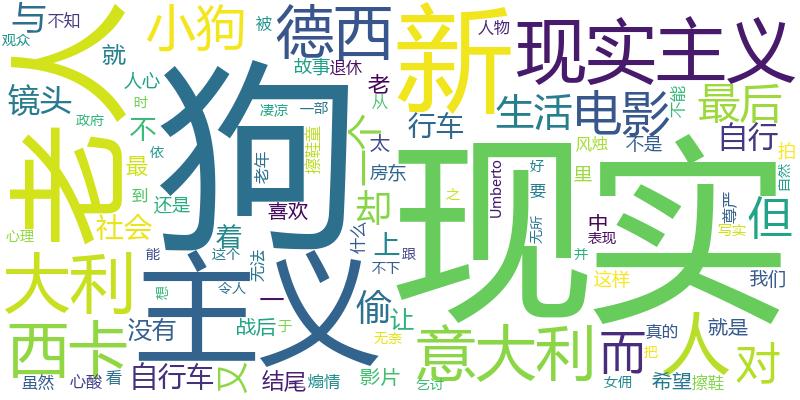 与 不知 小狗 被 德西 新 人物 现实主义
观众 就 人心 故事 退休 老 从 不能
镜头 时 凄凉 一部 生活 电影 最后
政府 不 擦鞋童 一个 行车 风烛 不是 自行 拍
老人 狗 依 老年 太 里 自然
最 到 还是 喜欢 房东 Umberto 好 要 尊严 但
社会 着 却 现实 之 无所 中 表现 写实
心理 能 这个 无法 什么 上 跟 并
大利 主义 不下 这样 我们
想 令人 一 偷 让
西卡 没有 战后 于 无奈 意大利 而 人 真的 就是 对
自行车 又 结尾 煽情 影片 把
虽然 心酸 看 乞讨 女佣 希望 擦鞋